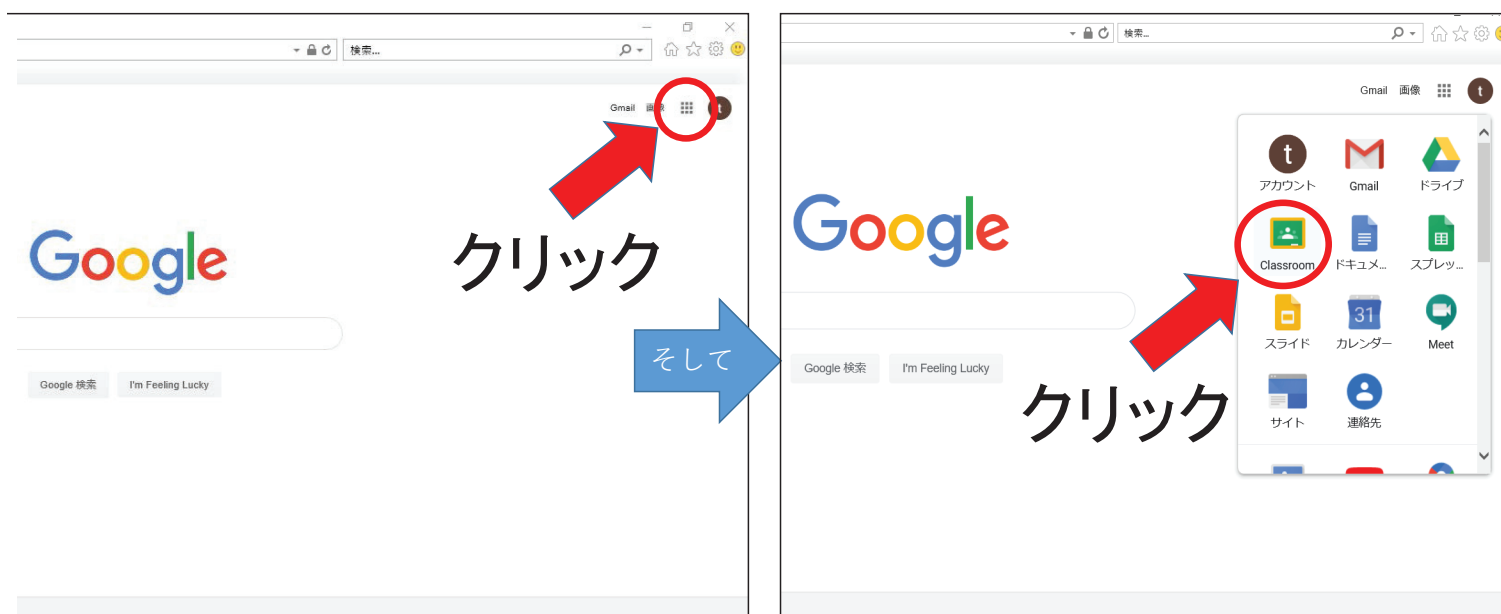 検索...
Gmail 画像
t
クリック
Google
Google 検索 I'm Feeling Lucky
そして
検索...
Gmail 画像 t
t
アカウント Gmail ドライブ
Classroom ドキュメ... スプレッ...
31
スライド カレンダー Meet
サイト 連絡先
Google
Google 検索 I'm Feeling Lucky
クリック